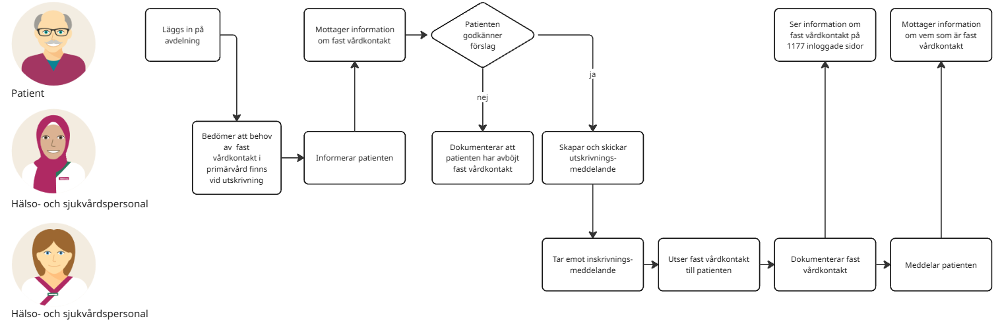 Läggs in på
avdelning
Mottager information
om fast vårdkontakt
Patienten
godkänner
förslag
Ser information om
fast vårdkontakt på
1177 inloggade sidor
Mottager information
om vem som är fast
vårdkontakt
Patient
ja
nej
Bedömer att behov
av fast
vårdkontakt i
primärvård finns
vid utskrivning
Informerar patienten
Dokumenterar att
patienten har avböjt
fast vårdkontakt
Skapar och skickar
utskrivnings-
meddelande
Hälso- och sjukvårdspersonal
Tar emot inskrivnings-
meddelande
Utser fast vårdkontakt
till patienten
Dokumenterar fast
vårdkontakt
Meddelar patienten
Hälso- och sjukvårdspersonal